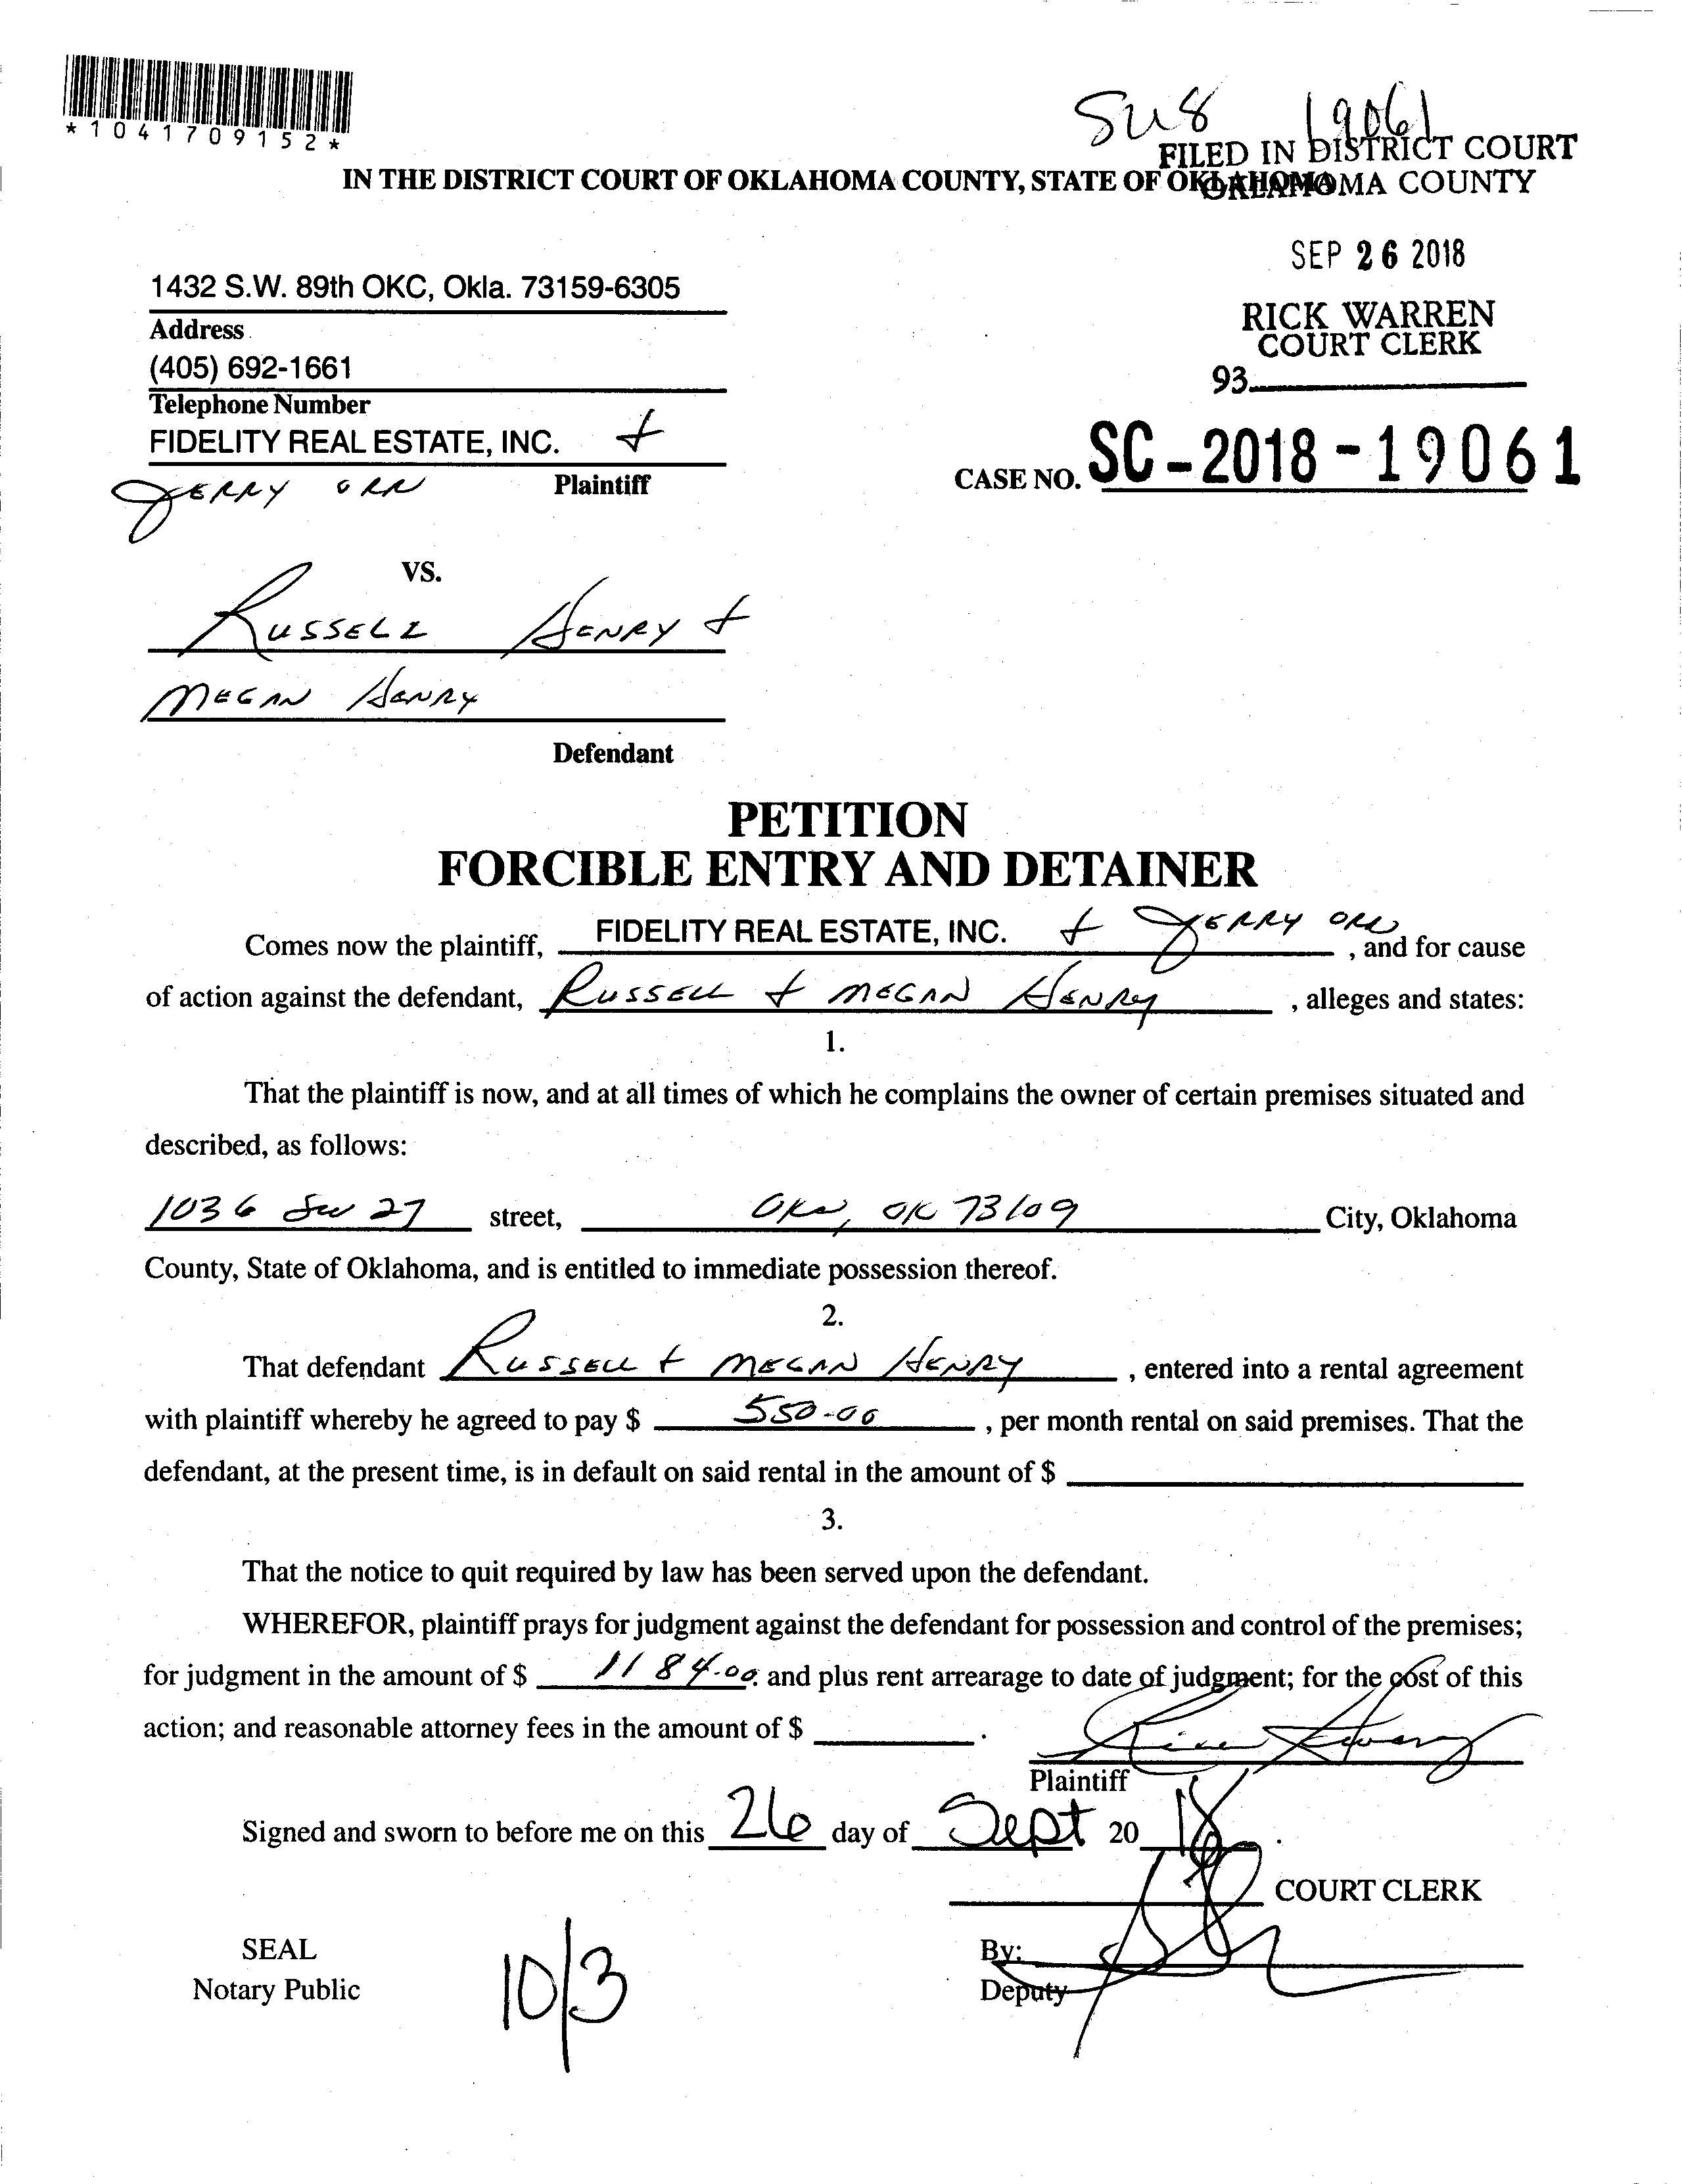 *1041709152*
19061
FILED IN DISTRICT COURT
OKLAHOMA COUNTY
IN THE DISTRICT COURT OF OKLAHOMA COUNTY, STATE OF OKLAHOMA
SEP 26 2018
1432 S.W. 89th OKC, Okla. 73159-6305
RICK WARREN
Address
COURT CLERK
(405) 692-1661
93
Telephone Number
FIDELITY REAL ESTATE, INC. +
CASE NO. SC-2018-19061
JERRY ORR Plaintiff
VS.
RUSSELL HENRY +
MEGAN HENRY
Defendant
PETITION
FORCIBLE ENTRY AND DETAINER
Comes now the plaintiff, FIDELITY REAL ESTATE, INC. + JERRY ORR, and for cause
of action against the defendant, RUSSELL + MEGAN HENRY, alleges and states:
1.
That the plaintiff is now, and at all times of which he complains the owner of certain premises situated and
described, as follows:
1036 SW 27 street, OKC, OK 73109 City, Oklahoma
County, State of Oklahoma, and is entitled to immediate possession thereof.
2.
That defendant RUSSELL + MEGAN HENRY, entered into a rental agreement
with plaintiff whereby he agreed to pay $ 550.00, per month rental on said premises. That the
defendant, at the present time, is in default on said rental in the amount of $
3.
That the notice to quit required by law has been served upon the defendant.
WHEREFOR, plaintiff prays for judgment against the defendant for possession and control of the premises;
for judgment in the amount of $ 1184.00. and plus rent arrearage to date of judgment; for the cost of this
action; and reasonable attorney fees in the amount of $ .
Plaintiff
Signed and sworn to before me on this 26 day of Sept 20 18.
COURT CLERK
SEAL
By:
Notary Public
Deputy
10/3